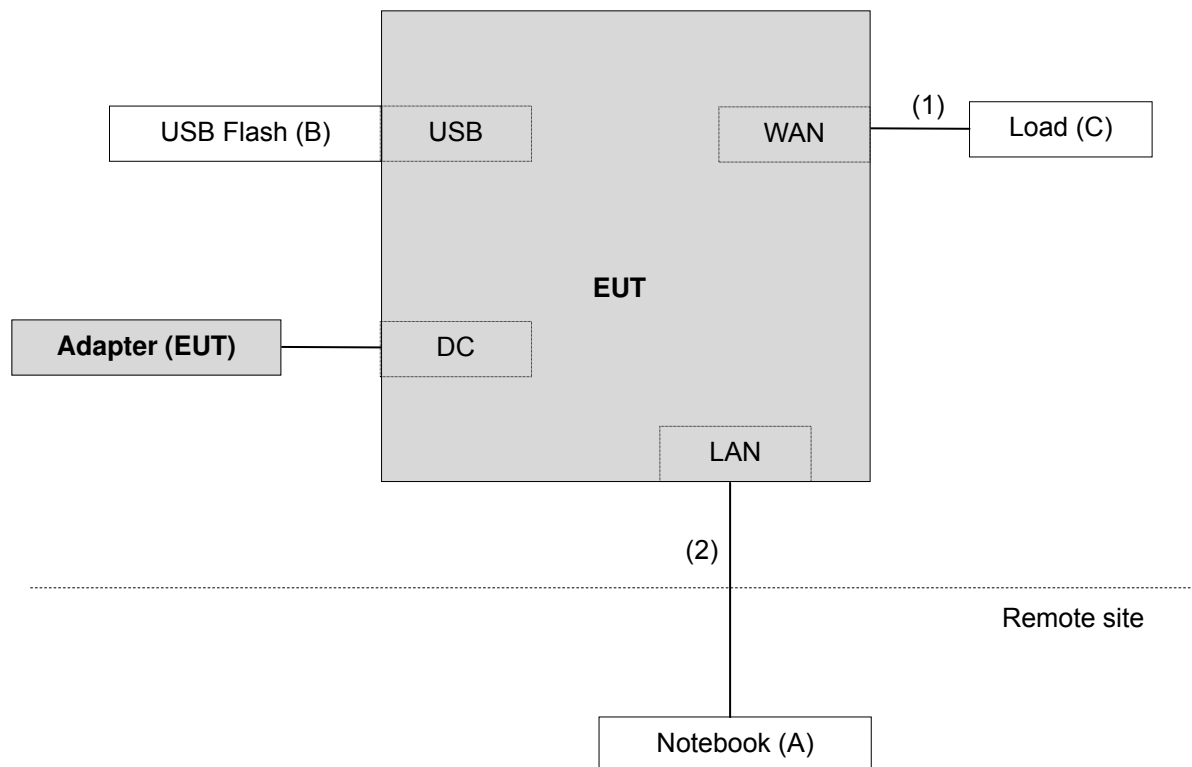 (1)
USB Flash (B)
USB
WAN
Load (C)
EUT
Adapter (EUT)
DC
LAN
(2)
Remote site
Notebook (A)